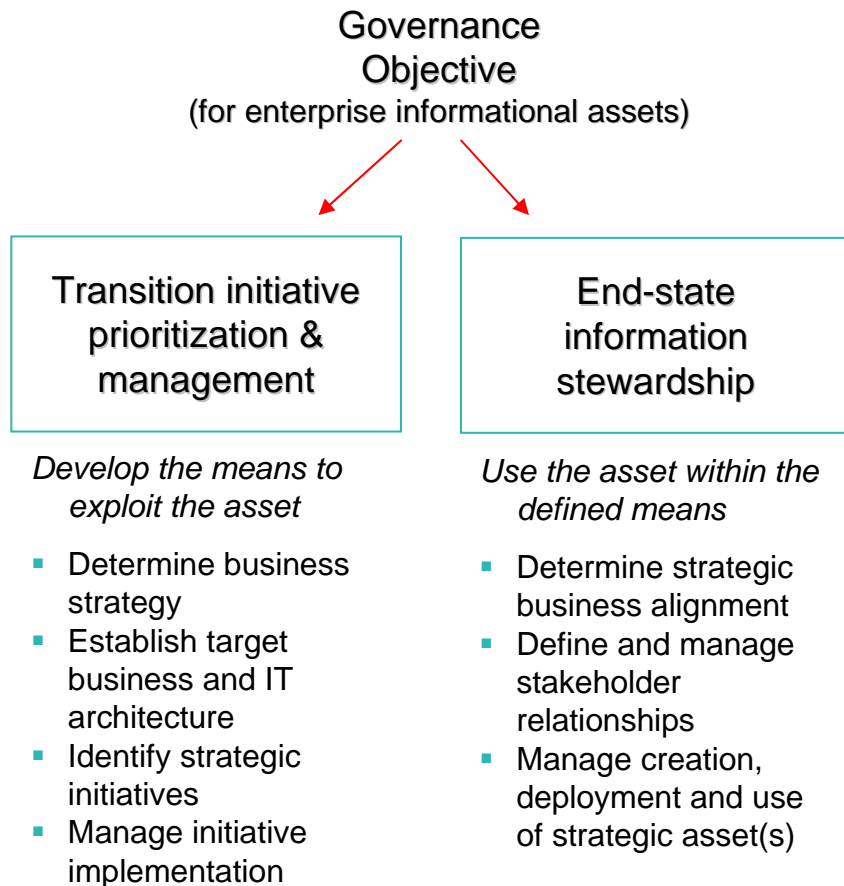 Governance
Objective
(for enterprise informational assets)
Transition initiative
prioritization &
management
Develop the means to
exploit the asset
▪ Determine business
strategy
▪ Establish target
business and IT
architecture
▪ Identify strategic
initiatives
▪ Manage initiative
implementation
End-state
information
stewardship
Use the asset within the
defined means
▪ Determine strategic
business alignment
▪ Define and manage
stakeholder
relationships
▪ Manage creation,
deployment and use
of strategic asset(s)